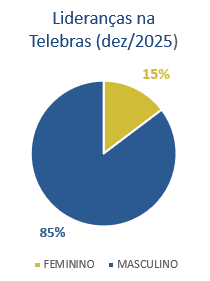 Lideranças na
Telebras (dez/2025)
15%
85%
FEMININO MASCULINO